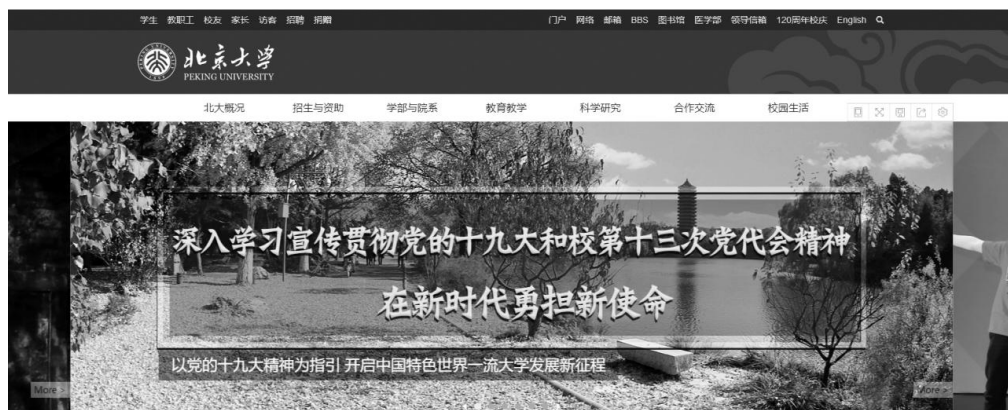 学生 教职工 校友 家长 访客 招聘 捐赠
门户 网络 邮箱 BBS 图书馆 医学部 领导信箱 120周年校庆 English
北京大学
PEKING UNIVERSITY
北大概况 招生与资助 学部与院系 教育教学 科学研究 合作交流 校园生活
深入学习宣传贯彻党的十九大和校第十三次党代会精神
在新时代勇担新使命
以党的十九大精神为指引 开启中国特色世界一流大学发展新征程
More >
More >